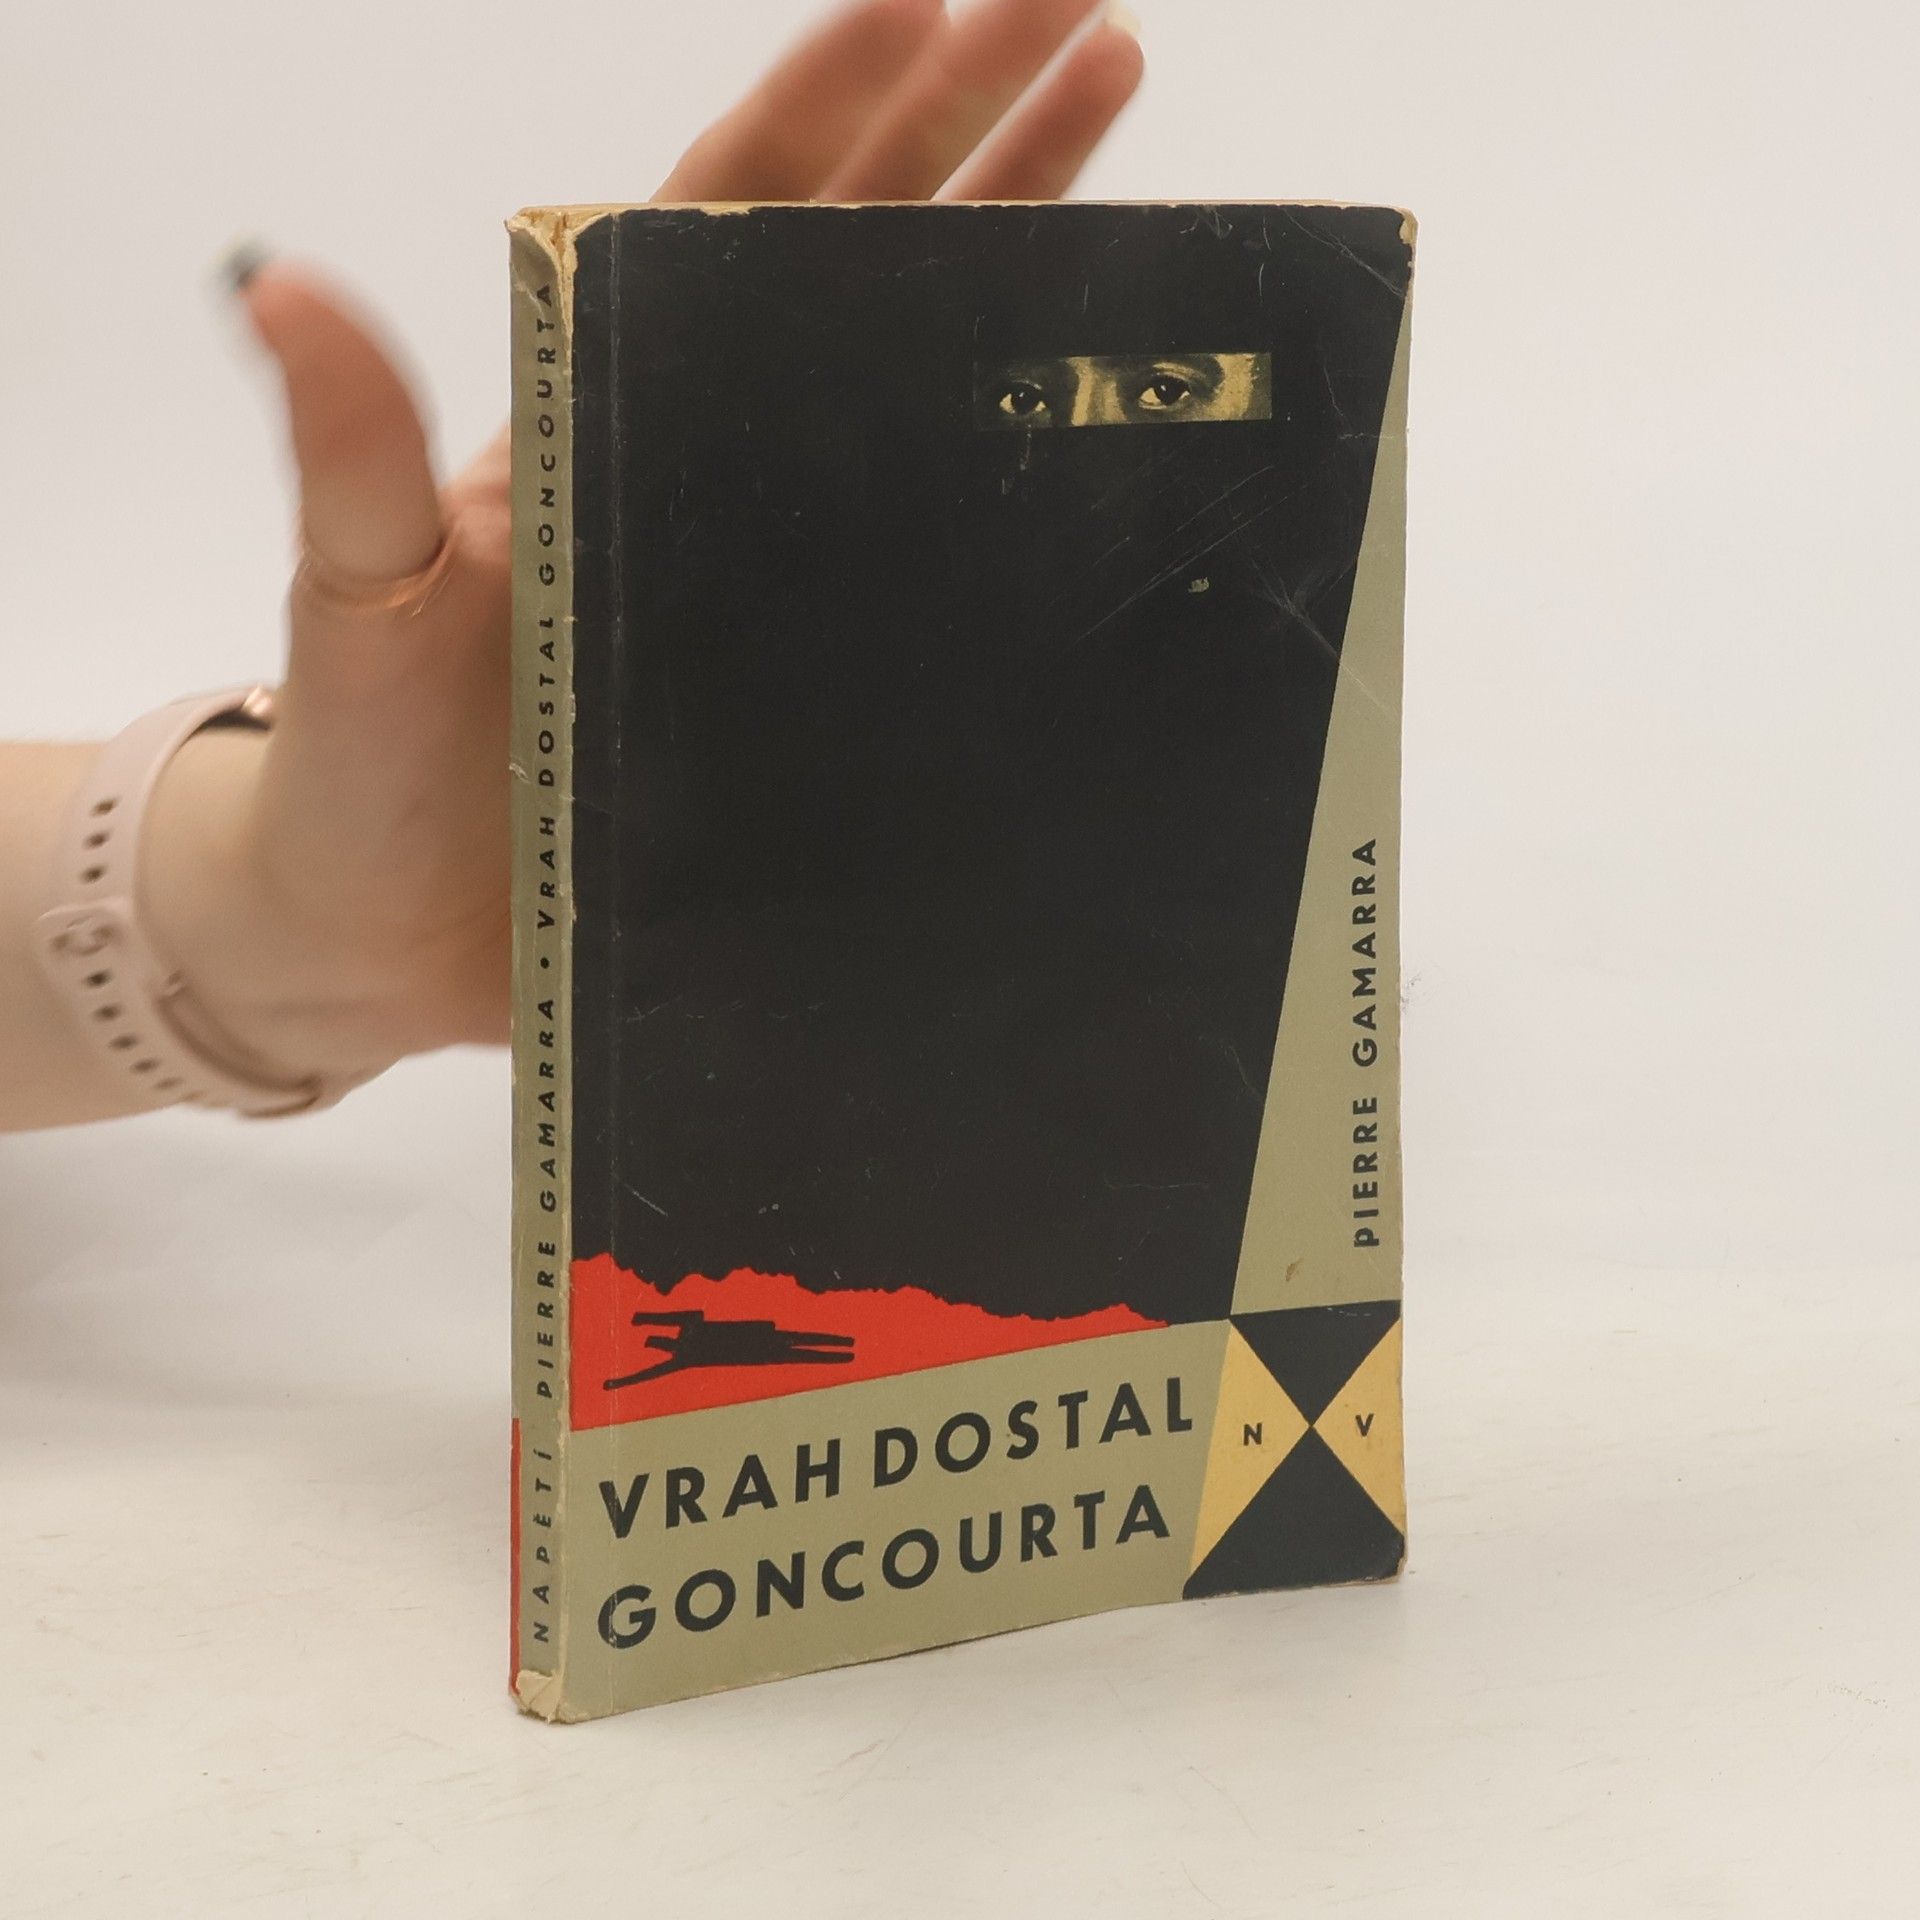 NAPĚTÍ PIERRE GAMARRA • VRAH DOSTAL GONCOURTA
PIERRE GAMARRA
VRAH DOSTAL
GONCOURTA
N V